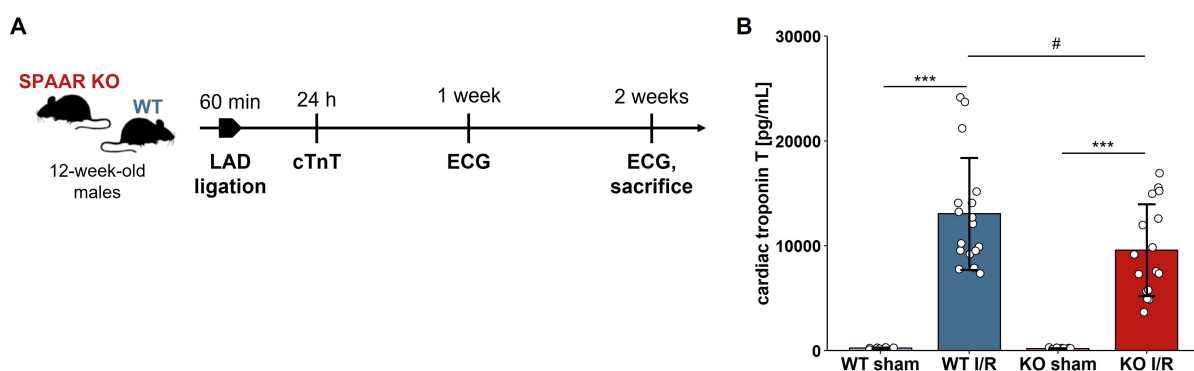 A
SPAAR KO
WT
12-week-old
males
60 min
24 h
1 week
2 weeks
LAD
ligation
cTnT
ECG
ECG,
sacrifice
B
cardiac troponin T [pg/mL]
30000
20000
10000
0
***
#
***
WT sham
WT I/R
KO sham
KO I/R